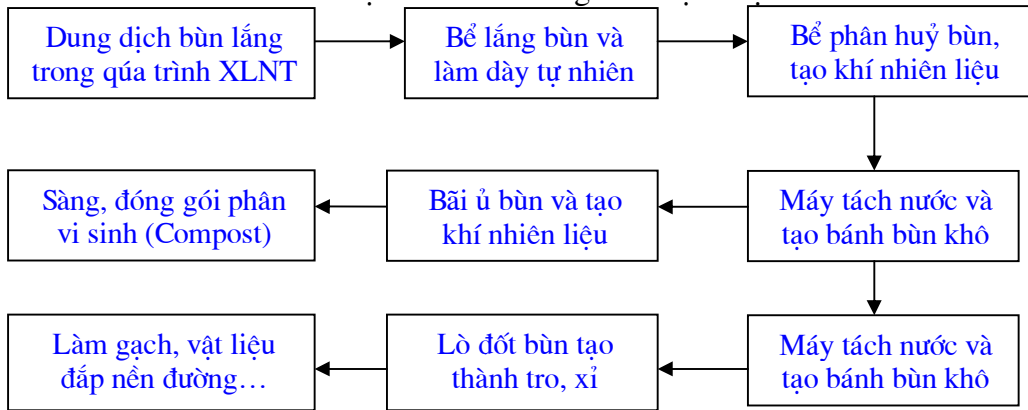 Dung dịch bùn lắng
trong qúa trình XLNT
Bể lắng bùn và
làm dày tự nhiên
Bể phân huỷ bùn,
tạo khí nhiên liệu
Sàng, đóng gói phân
vi sinh (Compost)
Bãi ủ bùn và tạo
khí nhiên liệu
Máy tách nước và
tạo bánh bùn khô
Làm gạch, vật liệu
đắp nền đường…
Lò đốt bùn tạo
thành tro, xỉ
Máy tách nước và
tạo bánh bùn khô